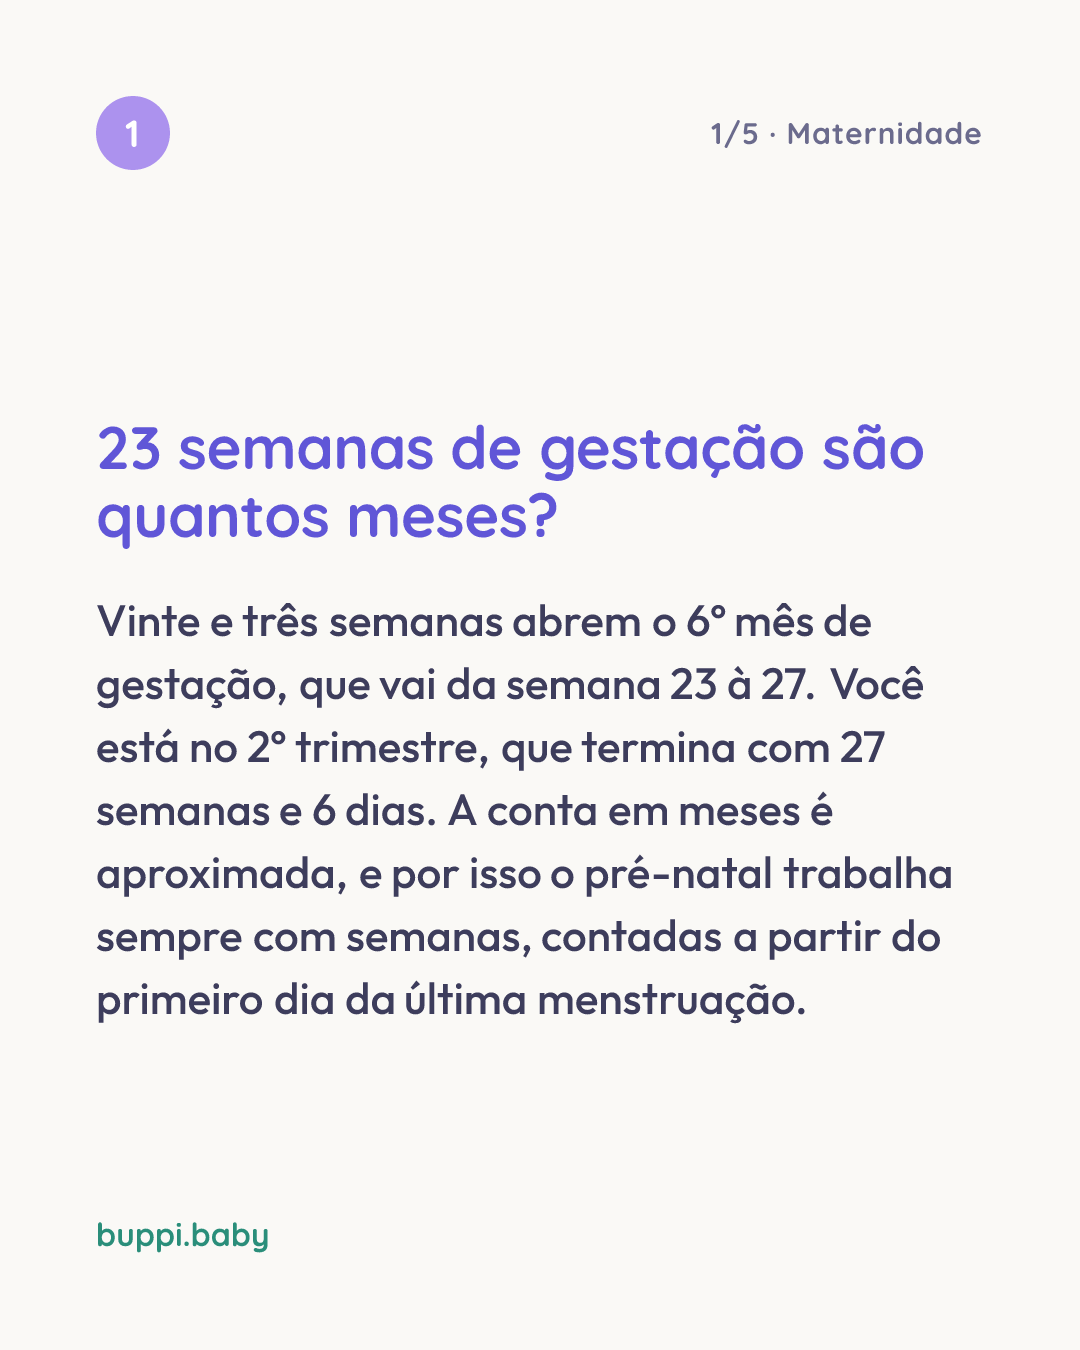 1
1/5 · Maternidade
23 semanas de gestação são
quantos meses?
Vinte e três semanas abrem o 6º mês de
gestação, que vai da semana 23 à 27. Você
está no 2º trimestre, que termina com 27
semanas e 6 dias. A conta em meses é
aproximada, e por isso o pré-natal trabalha
sempre com semanas, contadas a partir do
primeiro dia da última menstruação.
buppi.baby